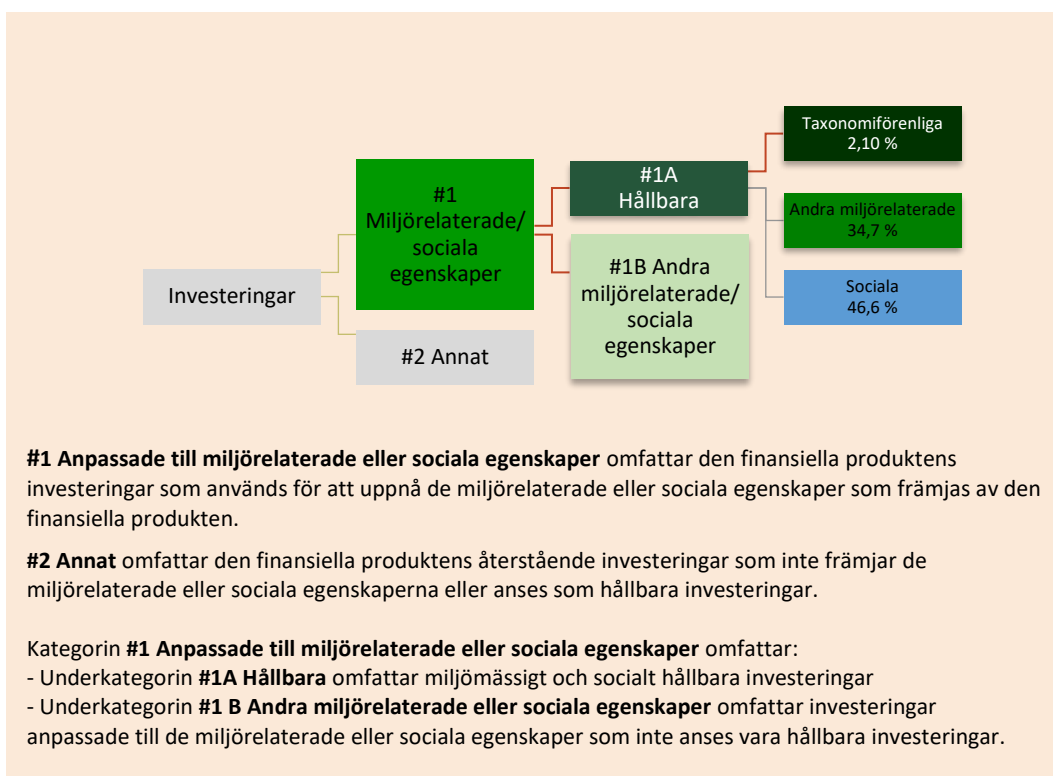 Taxonomiförenliga
2,10 %
#1A
Hållbara
#1
Miljörelaterade/
sociala
egenskaper
Andra miljörelaterade
34,7 %
#1B Andra
miljörelaterade/
sociala
egenskaper
Investeringar
Sociala
46,6 %
#2 Annat
#1 Anpassade till miljörelaterade eller sociala egenskaper omfattar den finansiella produktens
investeringar som används för att uppnå de miljörelaterade eller sociala egenskaper som främjas av den
finansiella produkten.
#2 Annat omfattar den finansiella produktens återstående investeringar som inte främjar de
miljörelaterade eller sociala egenskaperna eller anses som hållbara investeringar.
Kategorin #1 Anpassade till miljörelaterade eller sociala egenskaper omfattar:
- Underkategorin #1A Hållbara omfattar miljömässigt och socialt hållbara investeringar
- Underkategorin #1 B Andra miljörelaterade eller sociala egenskaper omfattar investeringar
anpassade till de miljörelaterade eller sociala egenskaper som inte anses vara hållbara investeringar.